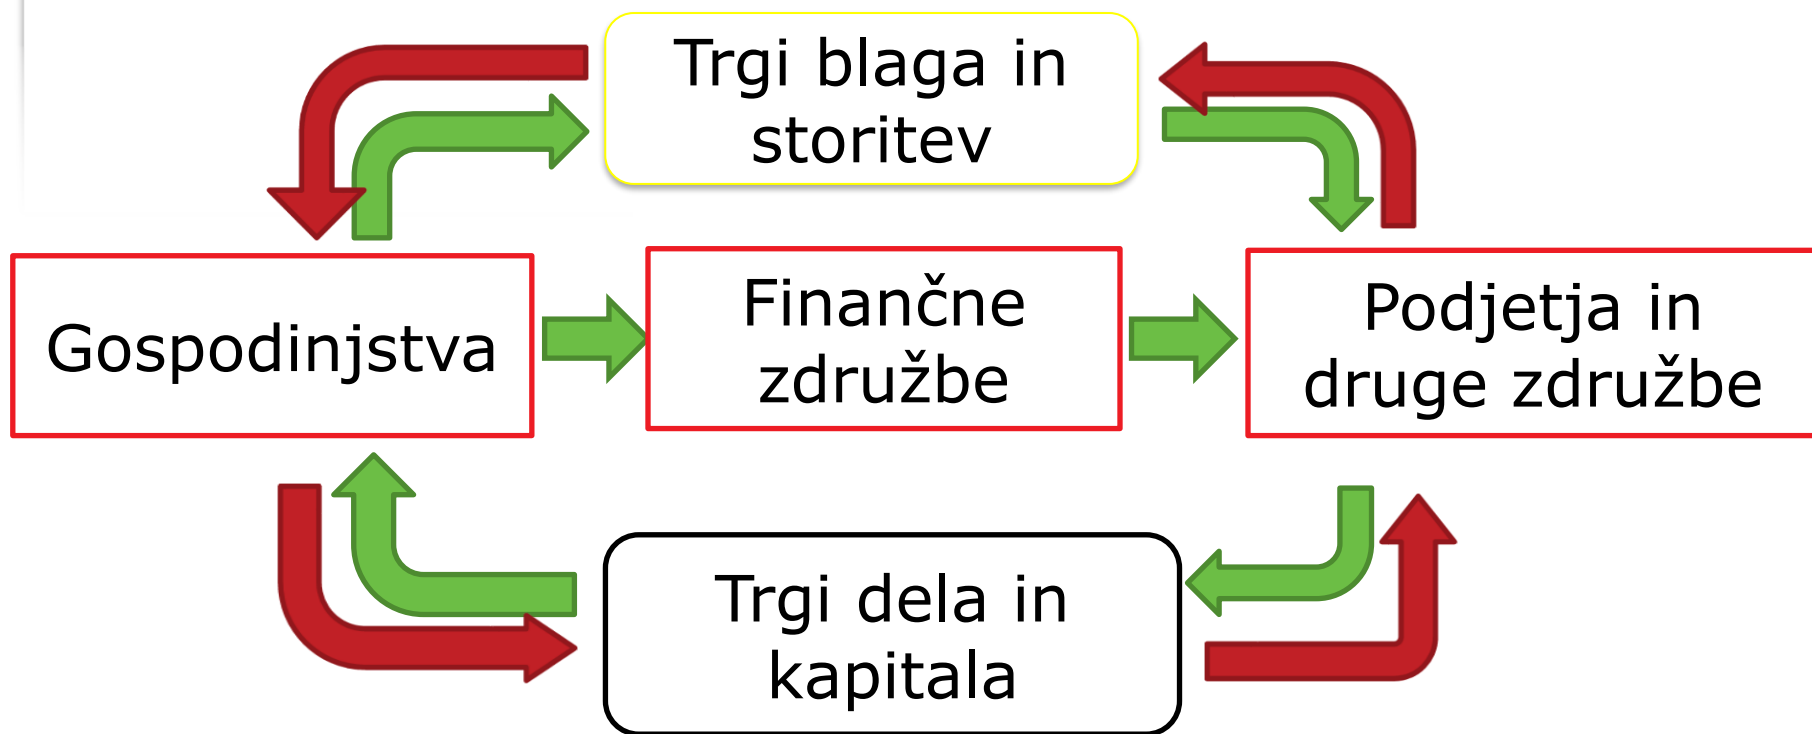 Trgi blaga in
storitev
Gospodinjstva
Finančne
združbe
Podjetja in
druge združbe
Trgi dela in
kapitala